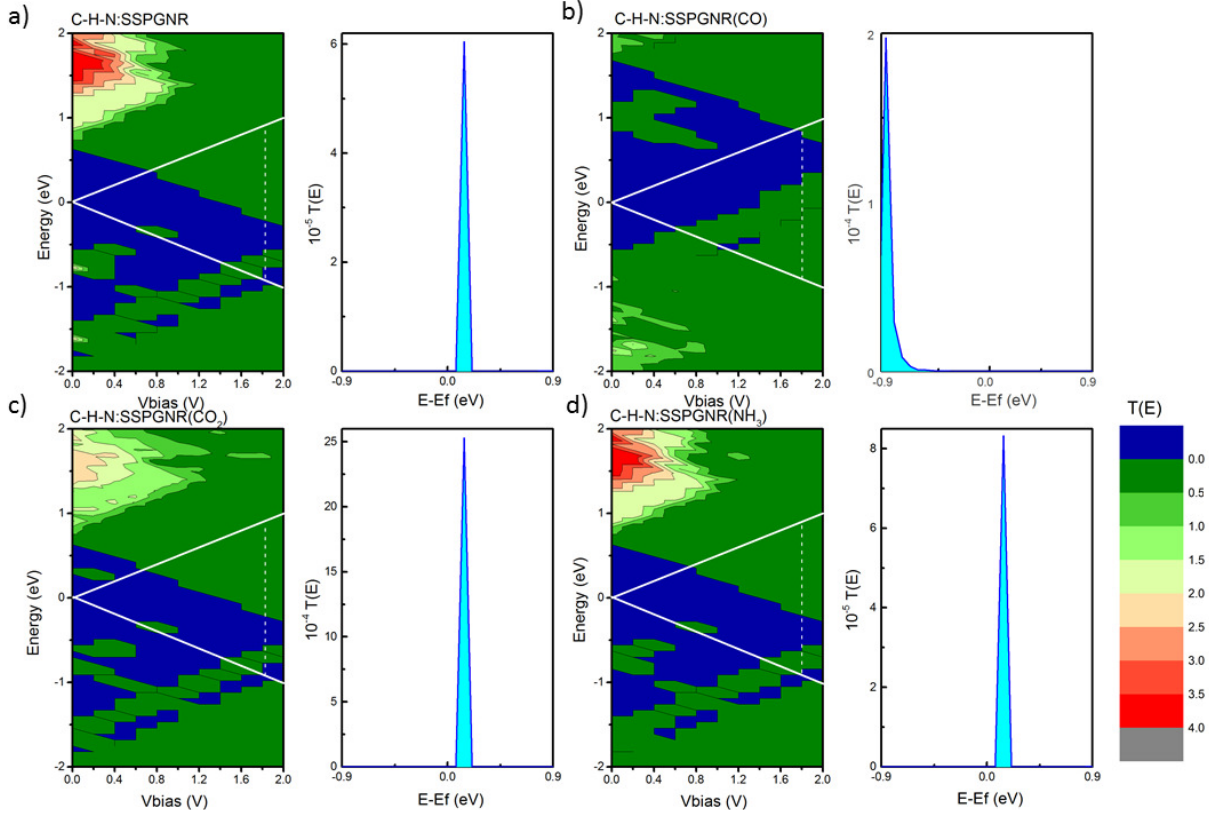 a)
C-H-N:SSPGNR
2
1
0
-1
-2
Energy (eV)
0.0 0.4 0.8 1.2 1.6 2.0
Vbias (V)
6
4
2
0
10⁻⁵ T(E)
-0.9 0.0 0.9
E-Ef (eV)
b)
C-H-N:SSPGNR(CO)
2
1
0
-1
-2
Energy (eV)
0.0 0.4 0.8 1.2 1.6 2.0
Vbias (V)
2
1
0
10⁻⁴ T(E)
-0.9 0.0 0.9
E-Ef (eV)
c)
C-H-N:SSPGNR(CO₂)
2
1
0
-1
-2
Energy (eV)
0.0 0.4 0.8 1.2 1.6 2.0
Vbias (V)
25
20
15
10
5
0
10⁻⁴ T(E)
-0.9 0.0 0.9
E-Ef (eV)
d)
C-H-N:SSPGNR(NH₃)
2
1
0
-1
-2
Energy (eV)
0.0 0.4 0.8 1.2 1.6 2.0
Vbias (V)
8
6
4
2
0
10⁻⁵ T(E)
-0.9 0.0 0.9
E-Ef (eV)
T(E)
0.0
0.5
1.0
1.5
2.0
2.5
3.0
3.5
4.0